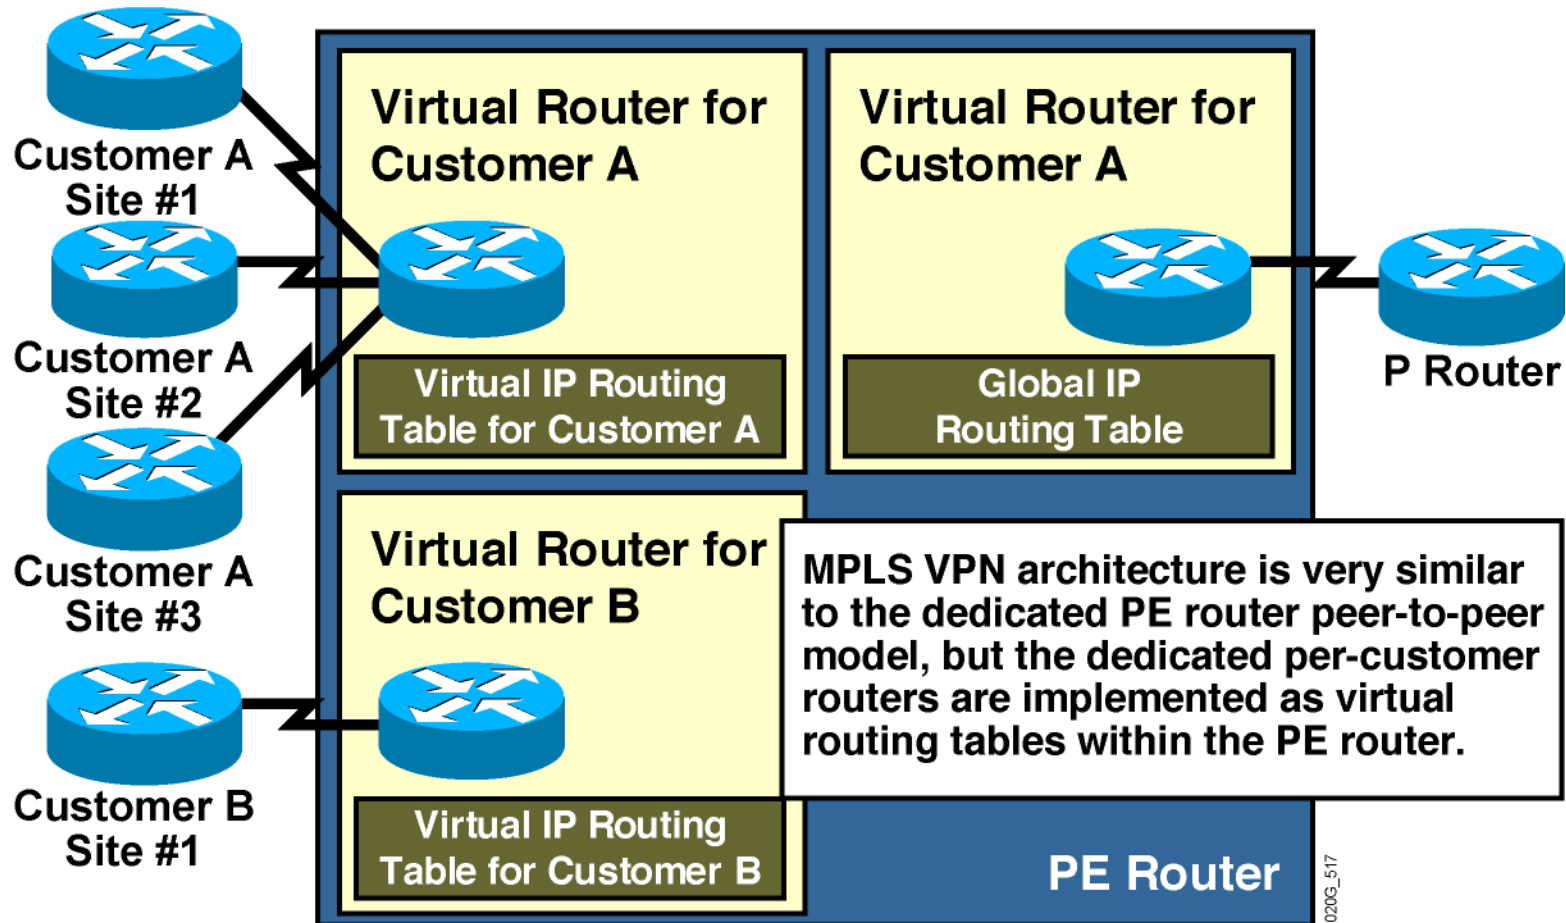 Customer A
Site #1
Customer A
Site #2
Customer A
Site #3
Customer B
Site #1
Virtual Router for
Customer A
Virtual IP Routing
Table for Customer A
Virtual Router for
Customer A
Global IP
Routing Table
P Router
Virtual Router for
Customer B
Virtual IP Routing
Table for Customer B
MPLS VPN architecture is very similar
to the dedicated PE router peer-to-peer
model, but the dedicated per-customer
routers are implemented as virtual
routing tables within the PE router.
PE Router
020G_517